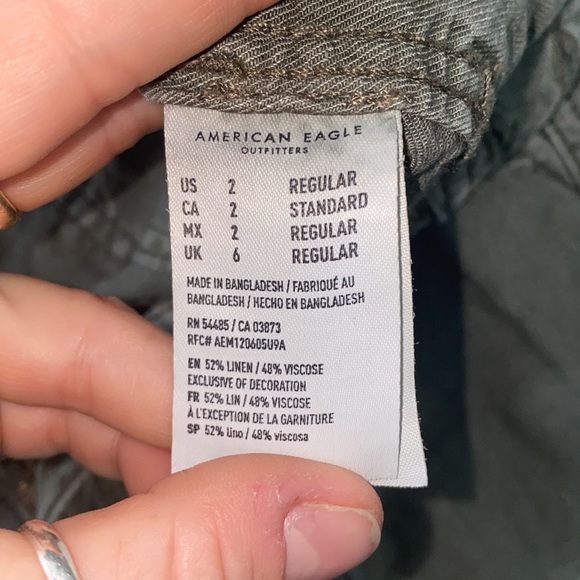 AMERICAN EAGLE
OUTFITTERS
US 2 REGULAR
CA 2 STANDARD
MX 2 REGULAR
UK 6 REGULAR
MADE IN BANGLADESH / FABRIQUÉ AU
BANGLADESH / HECHO EN BANGLADESH
RN 54485 / CA 03873
RFC# AEM120605U9A
EN 52% LINEN / 48% VISCOSE
EXCLUSIVE OF DECORATION
FR 52% LIN / 48% VISCOSE
À L'EXCEPTION DE LA GARNITURE
SP 52% lino / 48% viscosa